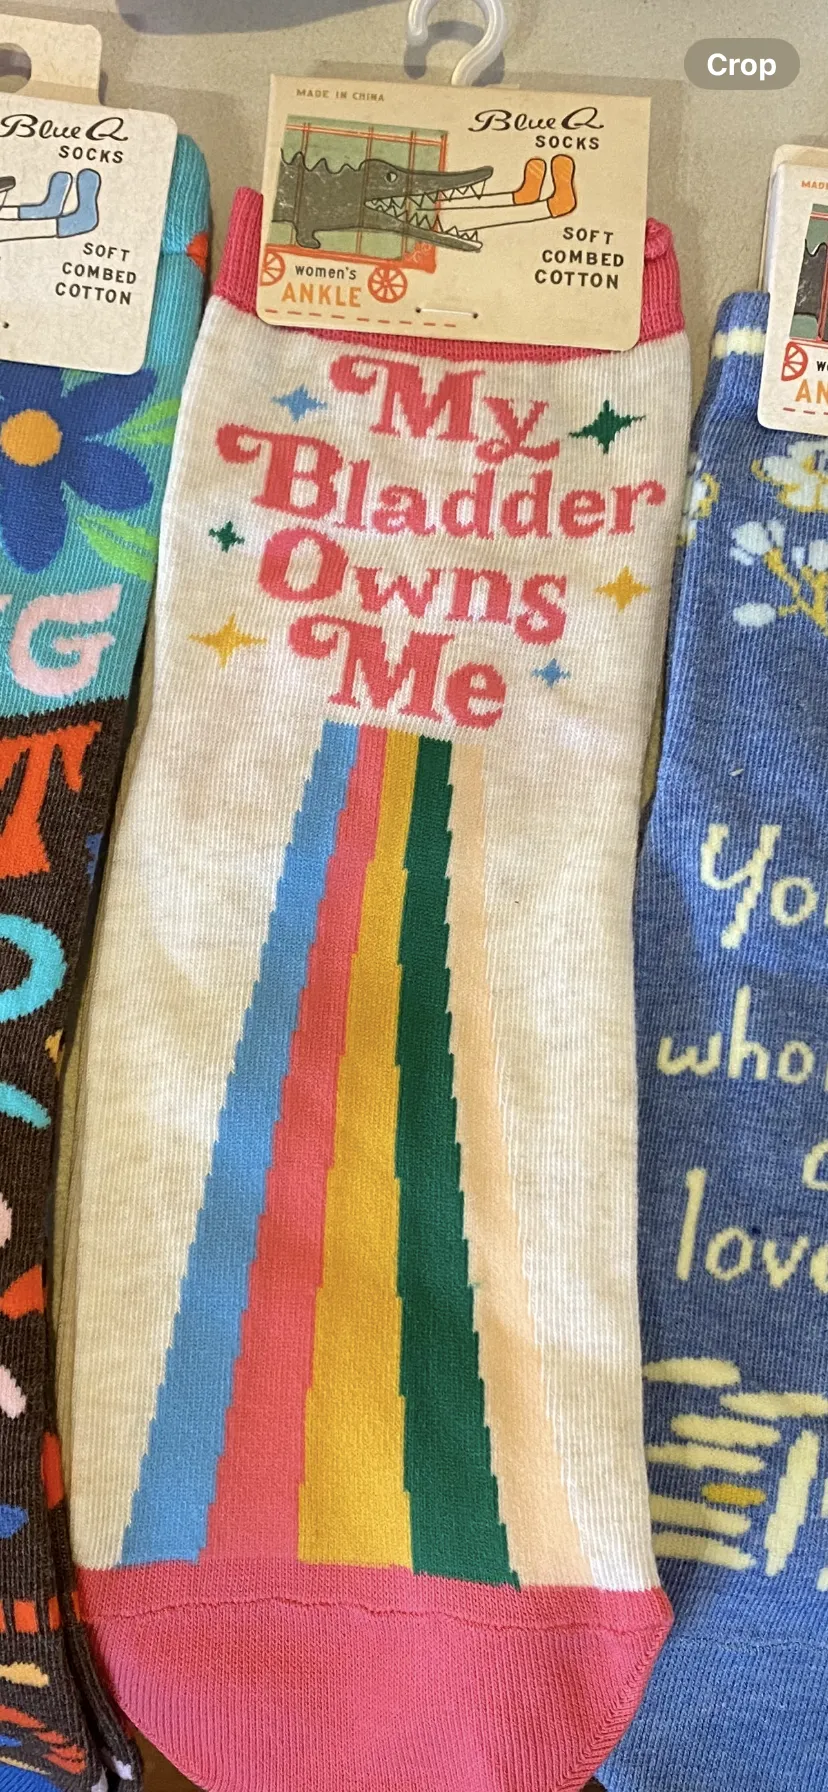 Crop
Blue Q
SOCKS
SOFT
COMBED
COTTON
MADE IN CHINA
Blue Q
SOCKS
SOFT
COMBED
COTTON
women's
ANKLE
My
Bladder
Owns
Me